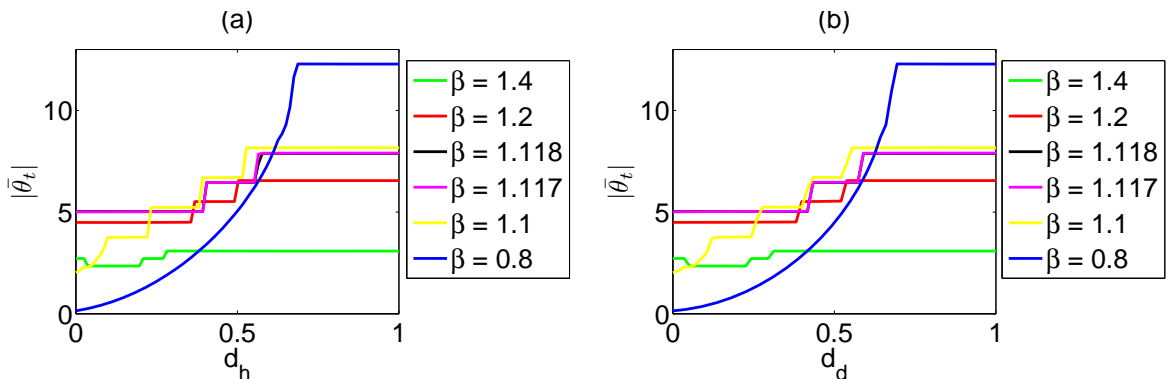 (a)
10
5
0
0
0.5
1
|θ̄_t|
d_h
β = 1.4
β = 1.2
β = 1.118
β = 1.117
β = 1.1
β = 0.8
(b)
10
5
0
0
0.5
1
|θ̄_t|
d_d
β = 1.4
β = 1.2
β = 1.118
β = 1.117
β = 1.1
β = 0.8